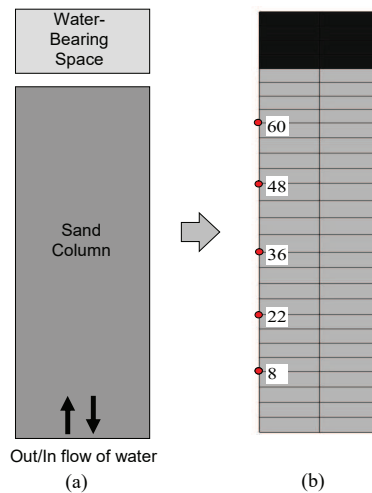 Water-
Bearing
Space
Sand
Column
Out/In flow of water
(a)
60
48
36
22
8
(b)